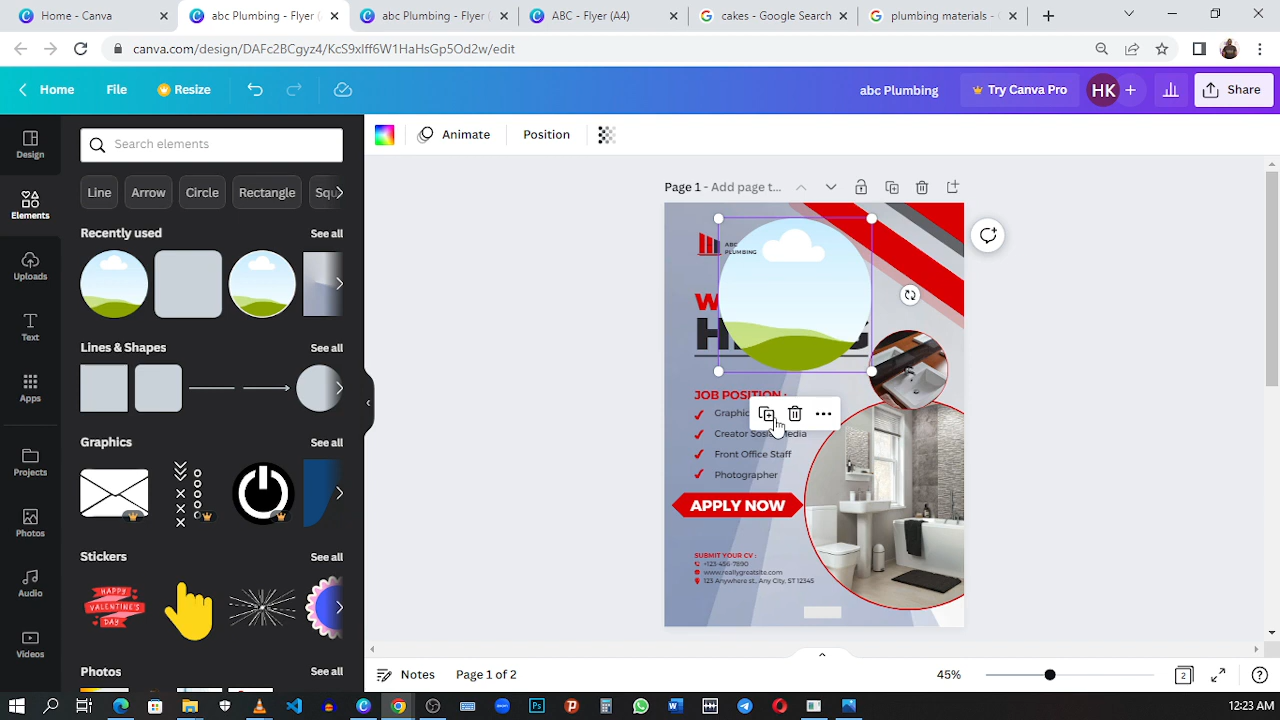 Home - Canva
abc Plumbing - Flyer (
abc Plumbing - Flyer (
ABC - Flyer (A4)
cakes - Google Search
plumbing materials -
canva.com/design/DAFc2BCgyz4/KcS9xIff6W1HaHsGp5Od2w/edit
Home
File
Resize
abc Plumbing
HK
Try Canva Pro
Share
Design
Elements
Uploads
Text
Apps
Projects
Photos
Audio
Videos
Search elements
Line
Arrow
Circle
Rectangle
Squ
Recently used
See all
Lines & Shapes
See all
Graphics
See all
Stickers
See all
HAPPY
VALENTINE'S
DAY
Photos
See all
Animate
Position
Page 1 - Add page t...
ABC
PLUMBING
W
H
JOB POSITION :
Graphic
Creator Sosial Media
Front Office Staff
Photographer
APPLY NOW
SUBMIT YOUR CV :
+123-456-7890
www.reallygreatsite.com
123 Anywhere st., Any City, ST 12345
Notes
Page 1 of 2
45%
2
12:23 AM